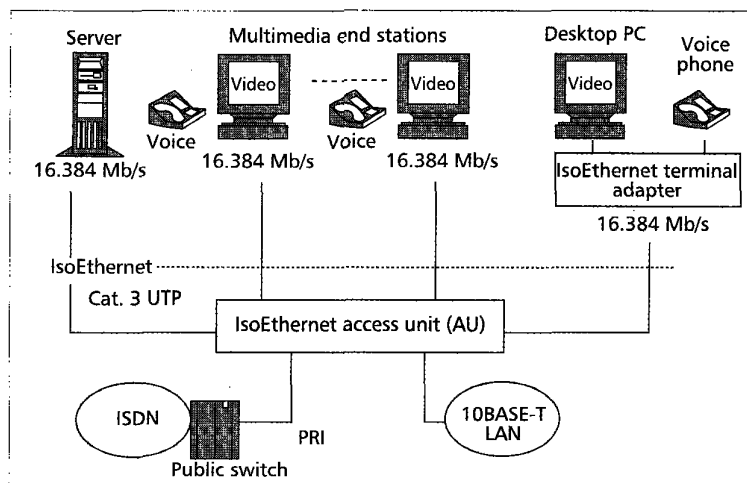 Server
Multimedia end stations
Desktop PC
Voice
phone
Video
Video
Video
Voice
Voice
16.384 Mb/s
16.384 Mb/s
16.384 Mb/s
IsoEthernet terminal
adapter
16.384 Mb/s
IsoEthernet
Cat. 3 UTP
IsoEthernet access unit (AU)
ISDN
PRI
10BASE-T
LAN
Public switch